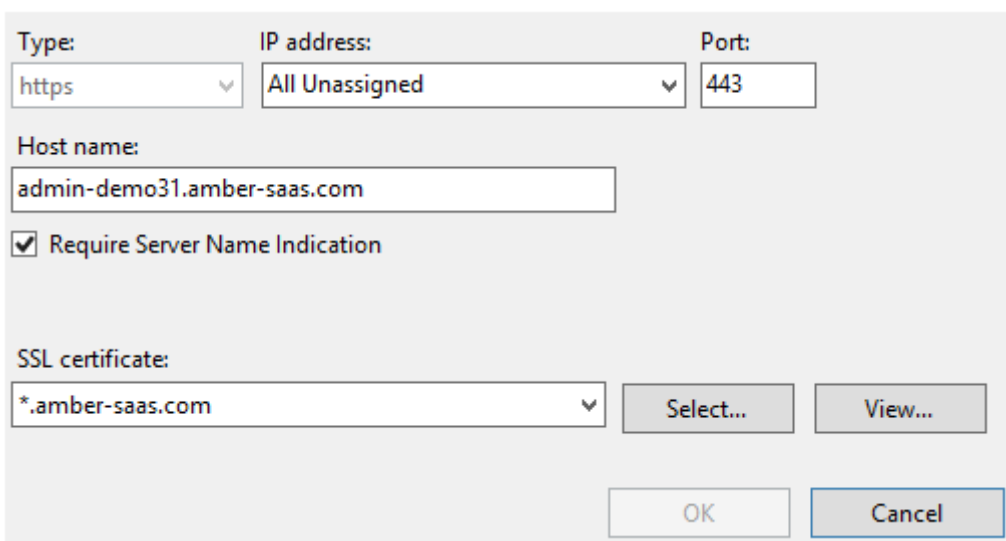 Type: IP address: Port:
https All Unassigned 443
Host name:
admin-demo31.amber-saas.com
Require Server Name Indication
SSL certificate:
*.amber-saas.com Select... View...
OK Cancel